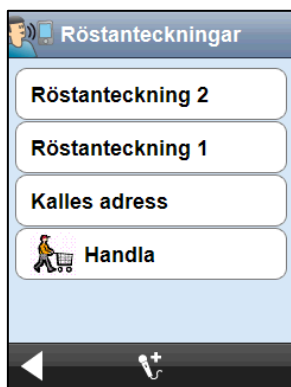 Röstanteckningar
Röstanteckning 2
Röstanteckning 1
Kalles adress
Handla